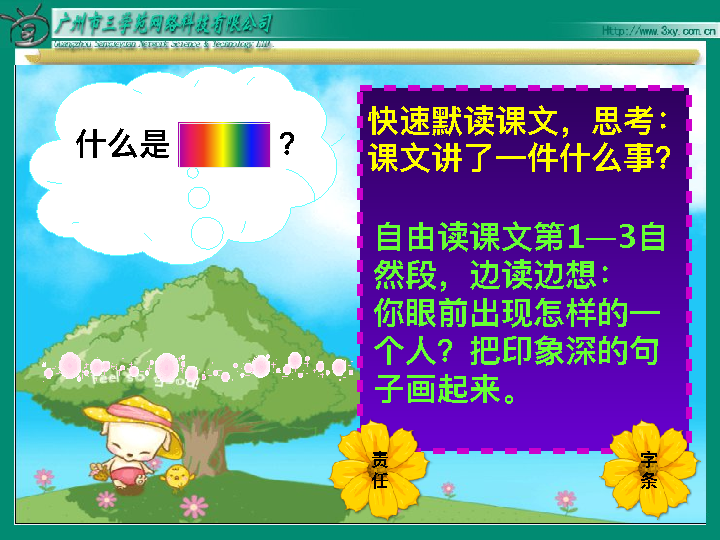 广州市三学苑网络科技有限公司
Guangzhou Sanxueyuan Network Science & Technology LTD.
Http://www.3xy.com.cn
什么是 ？
快速默读课文，思考：
课文讲了一件什么事？
自由读课文第1—3自
然段，边读边想：
你眼前出现怎样的一
个人？把印象深的句
子画起来。
feel so good
责
任
字
条